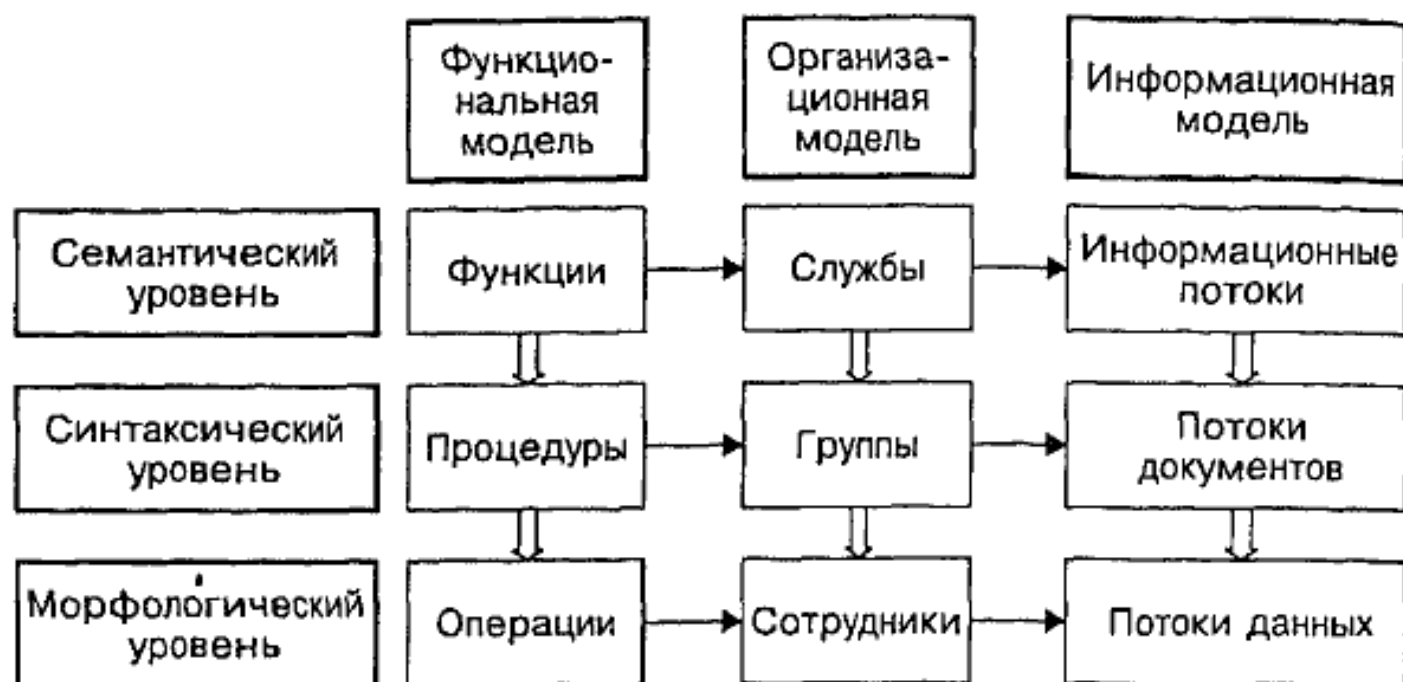 Функцио-
нальная
модель
Организа-
ционная
модель
Информационная
модель
Семантический
уровень
Функции
Службы
Информационные
потоки
Синтаксический
уровень
Процедуры
Группы
Потоки
документов
Морфологический
уровень
Операции
Сотрудники
Потоки данных